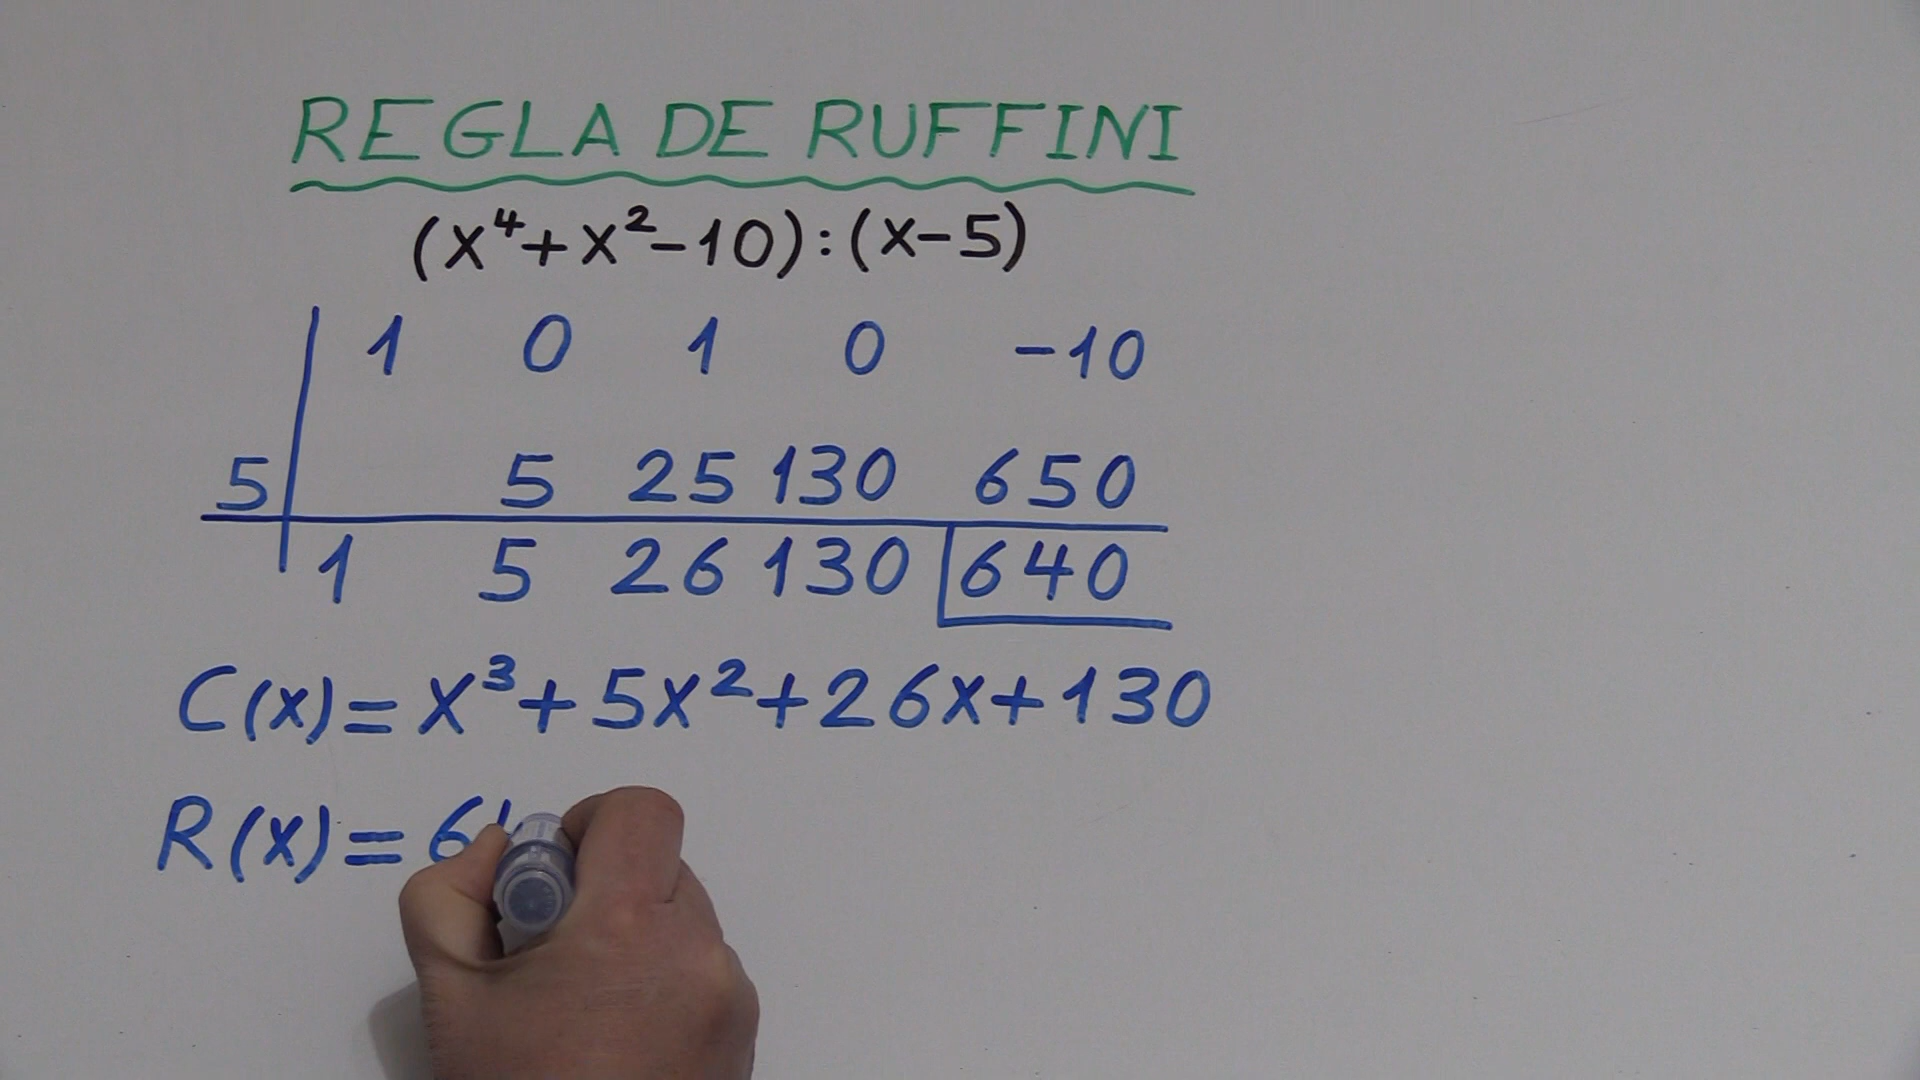 REGLA DE RUFFINI
(x⁴+x²-10):(x-5)
1 0 1 0 -10
5 5 25 130 650
1 5 26 130 640
C(x)=x³+5x²+26x+130
R(x)=64